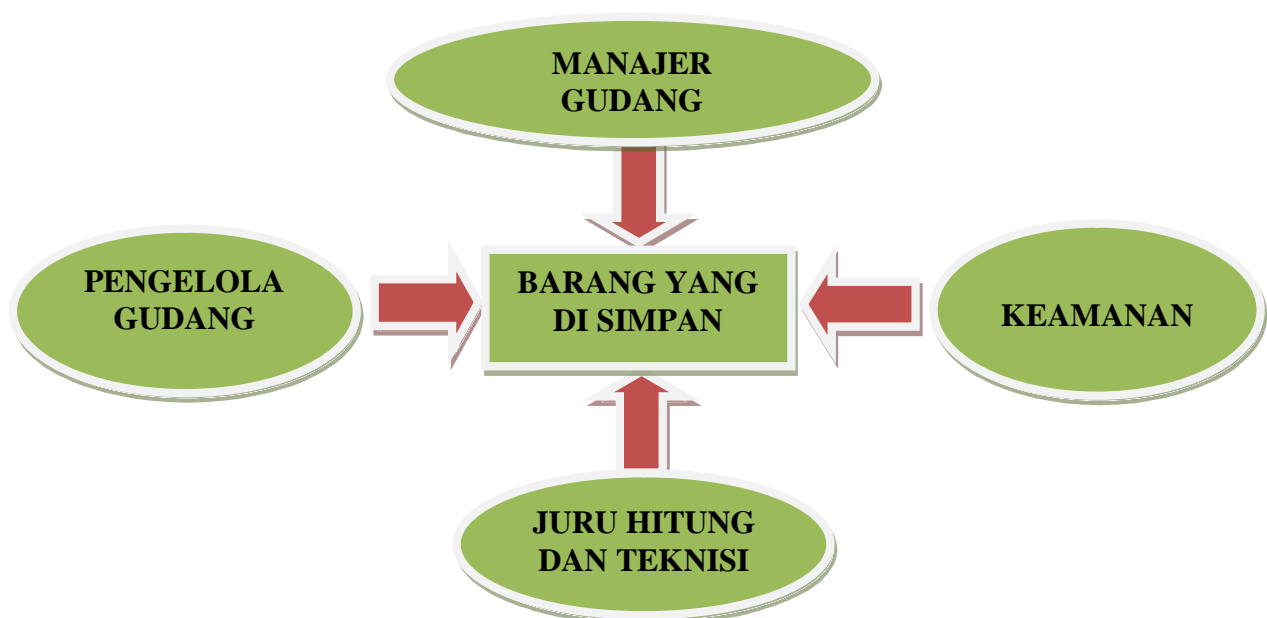 MANAJER
GUDANG
PENGELOLA
GUDANG
BARANG YANG
DI SIMPAN
KEAMANAN
JURU HITUNG
DAN TEKNISI